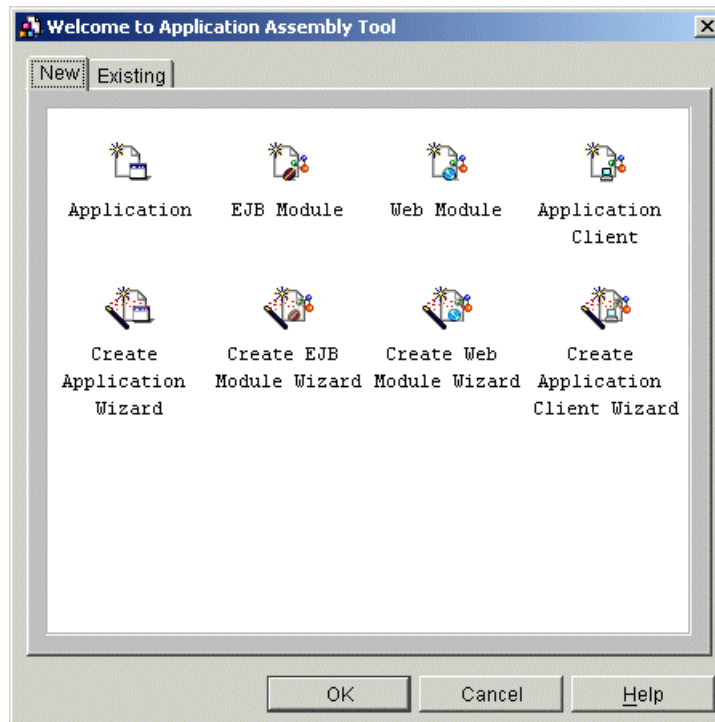 Welcome to Application Assembly Tool
New Existing
Application EJB Module Web Module Application
Client
Create Create EJB Create Web Create
Application Module Wizard Module Wizard Application
Wizard Client Wizard
OK Cancel Help